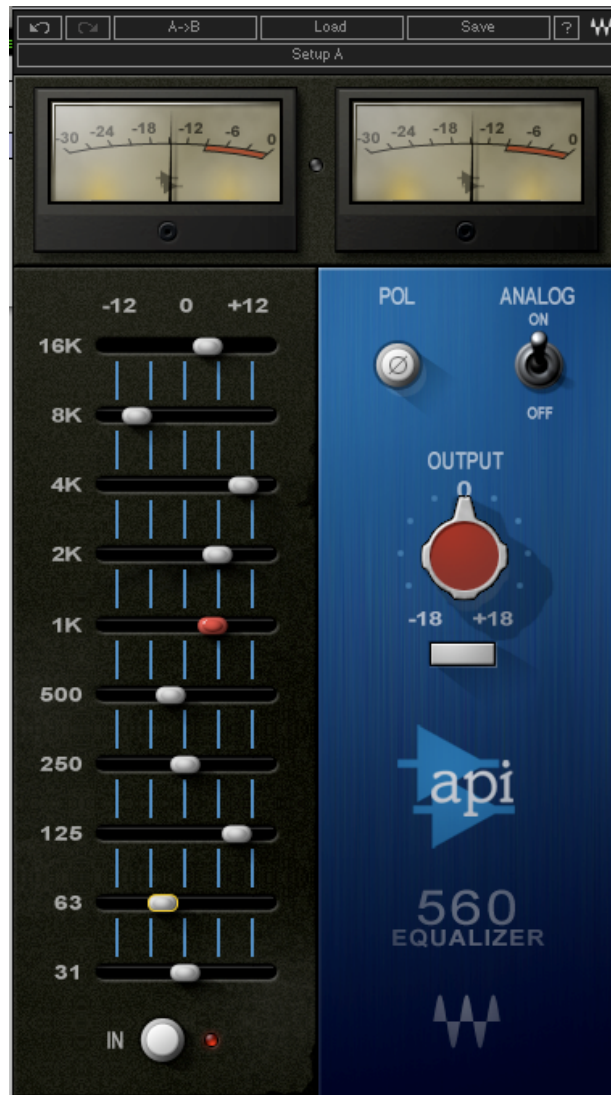 A->B Load Save ?
Setup A
-30 -24 -18 -12 -6 0
-30 -24 -18 -12 -6 0
-12 0 +12
16K
8K
4K
2K
1K
500
250
125
63
31
IN
POL
ANALOG
ON
OFF
OUTPUT
0
-18 +18
api
560
EQUALIZER